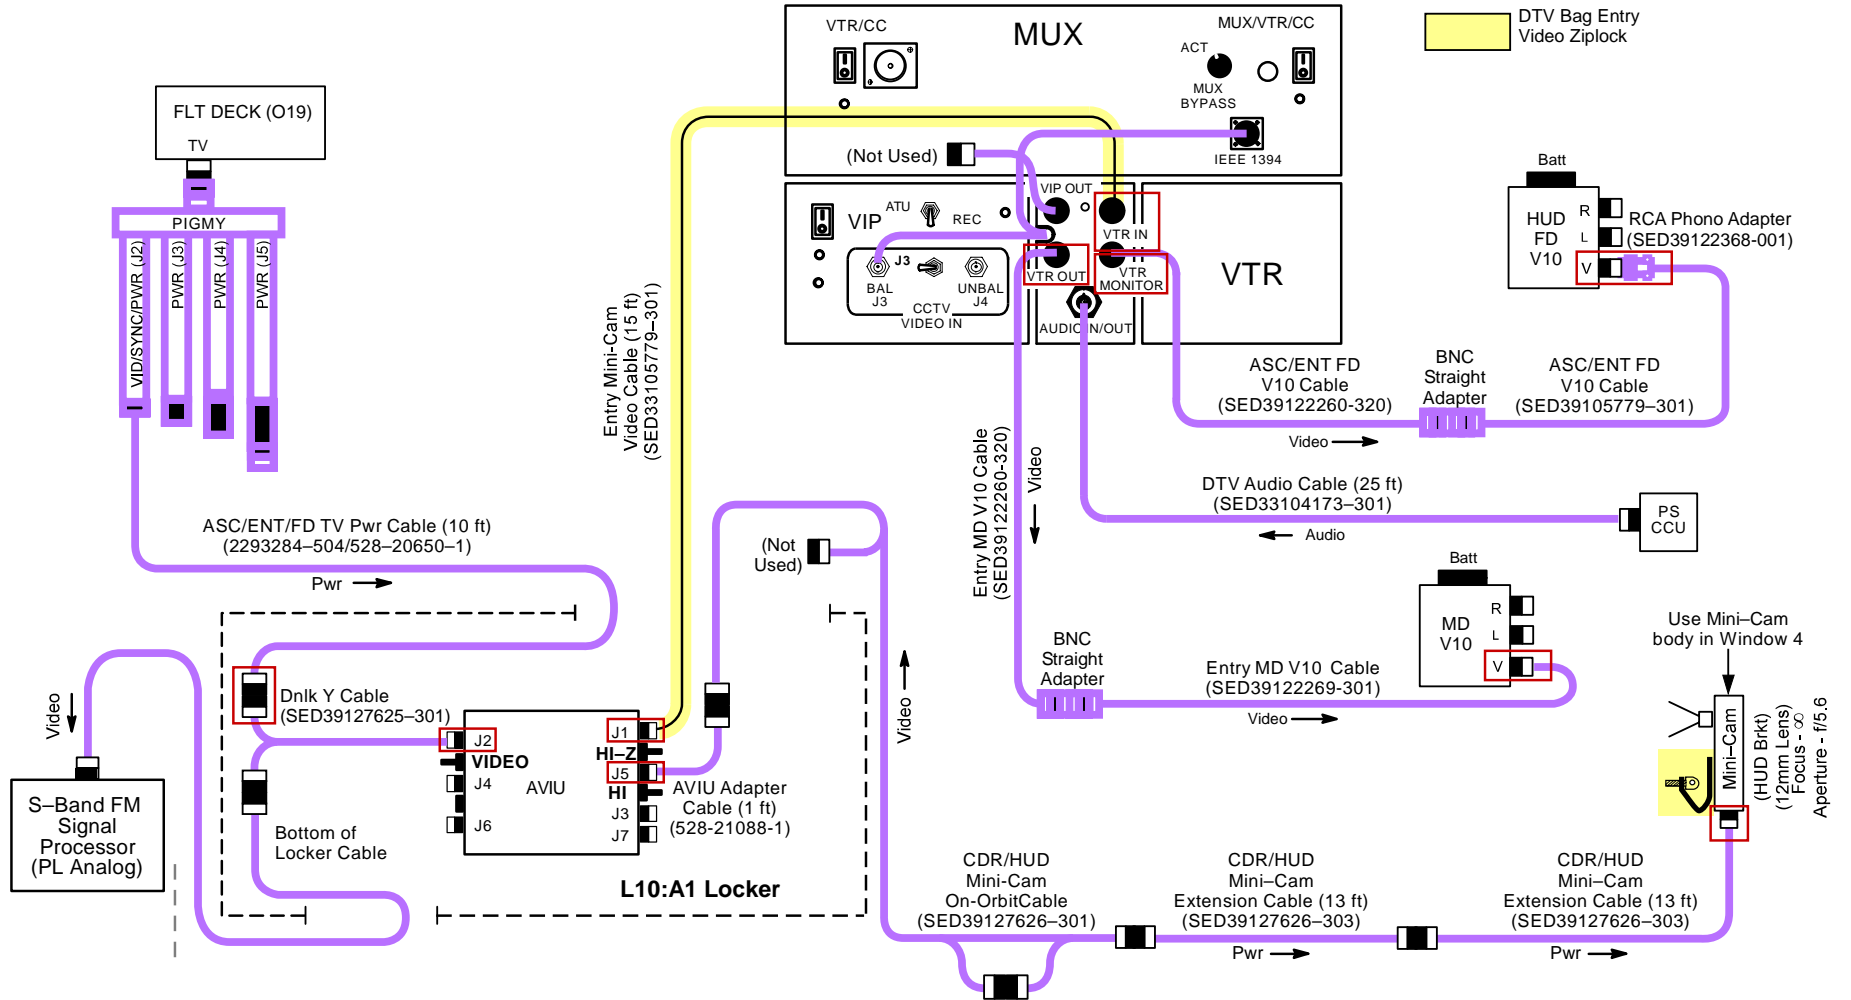 DTV Bag Entry
Video Ziplock
MUX
VTR/CC
MUX/VTR/CC
ACT
MUX
BYPASS
IEEE 1394
(Not Used)
FLT DECK (O19)
TV
PIGMY
VID/SYNC/PWR (J2)
PWR (J3)
PWR (J4)
PWR (J5)
VIP
ATU
REC
J3
BAL
J3
UNBAL
J4
CCTV
VIDEO IN
VIP OUT
VTR IN
VTR OUT
VTR
MONITOR
AUDIO IN/OUT
VTR
Batt
HUD
FD
V10
R
L
V
RCA Phono Adapter
(SED39122368-001)
Entry Mini-Cam
Video Cable (15 ft)
(SED33105779–301)
ASC/ENT FD
V10 Cable
(SED39122260-320)
Video
BNC
Straight
Adapter
ASC/ENT FD
V10 Cable
(SED39105779–301)
Entry MD V10 Cable
(SED39122260-320)
Video
DTV Audio Cable (25 ft)
(SED33104173–301)
Audio
PS
CCU
ASC/ENT/FD TV Pwr Cable (10 ft)
(2293284–504/528–20650–1)
Pwr
(Not
Used)
Batt
MD
V10
R
L
V
Use Mini–Cam
body in Window 4
BNC
Straight
Adapter
Entry MD V10 Cable
(SED39122269-301)
Video
Video
Video
Dnlk Y Cable
(SED39127625–301)
S–Band FM
Signal
Processor
(PL Analog)
J2
VIDEO
J4
J6
AVIU
J1
HI–Z
J5
HI
J3
J7
AVIU Adapter
Cable (1 ft)
(528-21088-1)
Bottom of
Locker Cable
L10:A1 Locker
Mini–Cam
(HUD Brkt)
(12mm Lens)
Focus - ∞
Aperture - f/5.6
CDR/HUD
Mini-Cam
On-OrbitCable
(SED39127626–301)
CDR/HUD
Mini–Cam
Extension Cable (13 ft)
(SED39127626–303)
Pwr
CDR/HUD
Mini–Cam
Extension Cable (13 ft)
(SED39127626–303)
Pwr